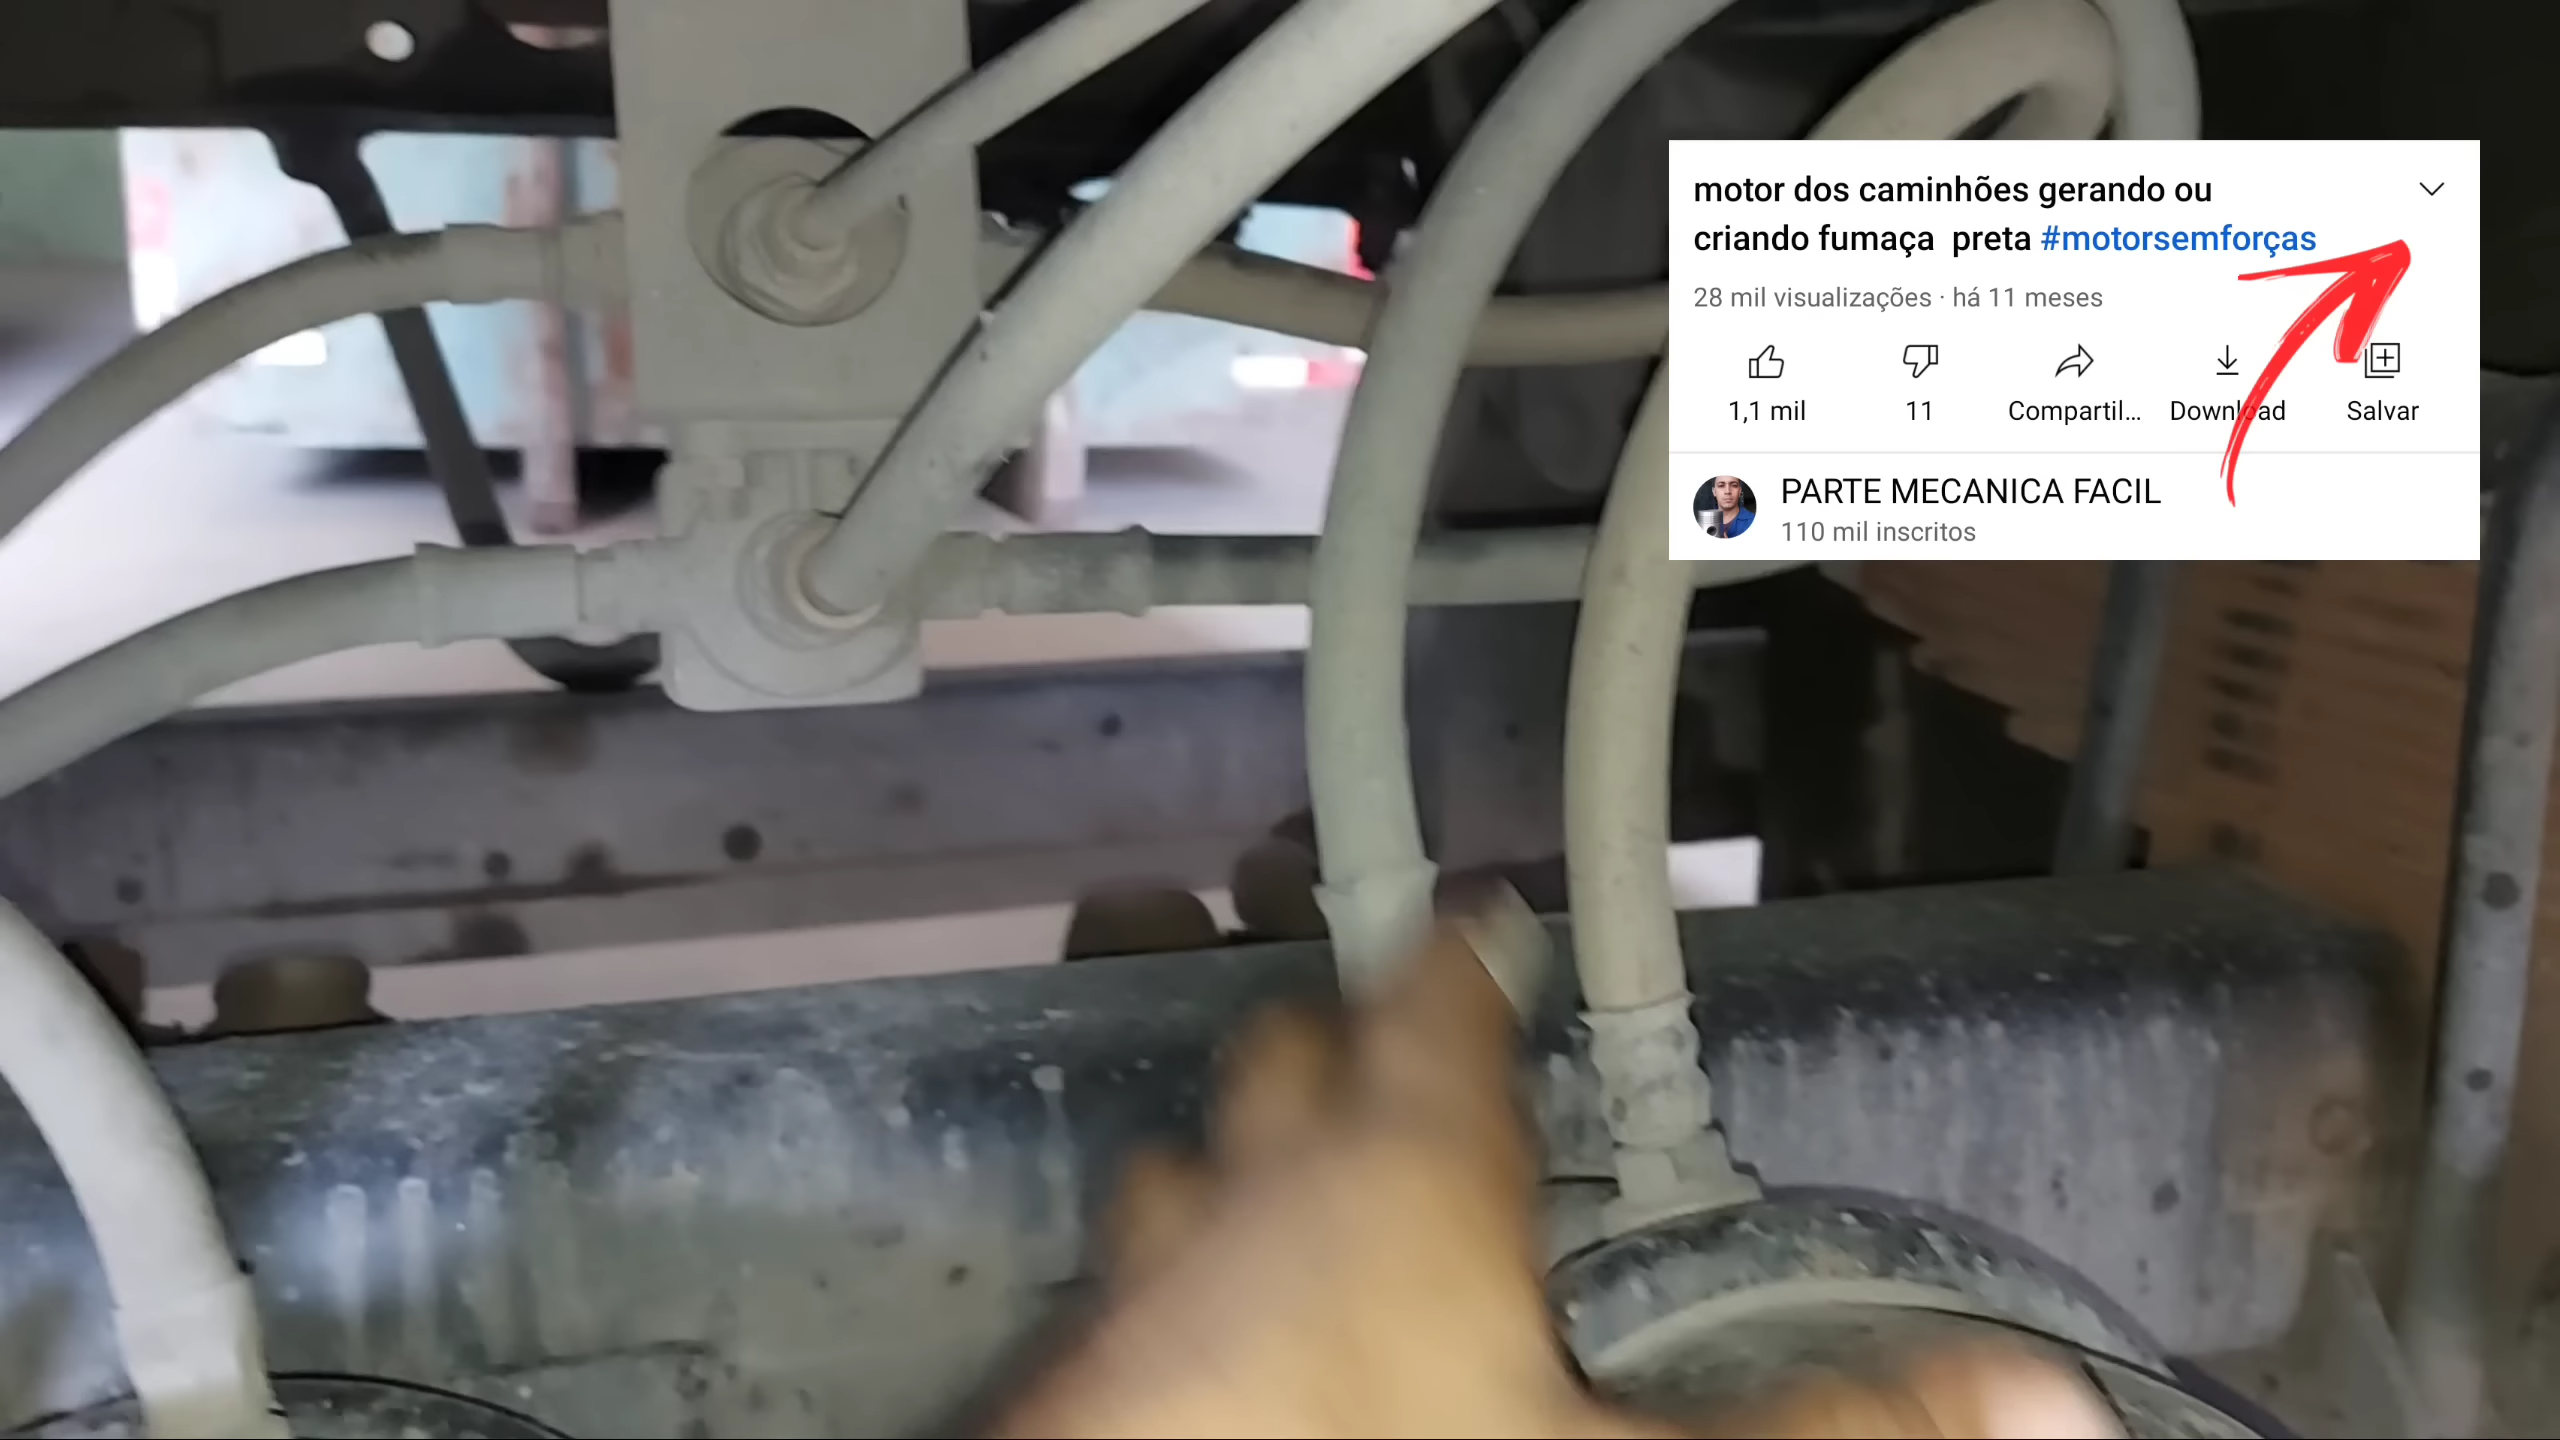 motor dos caminhões gerando ou
criando fumaça  preta #motorsemforças
28 mil visualizações · há 11 meses
1,1 mil
11
Compartil...
Download
Salvar
PARTE MECANICA FACIL
110 mil inscritos